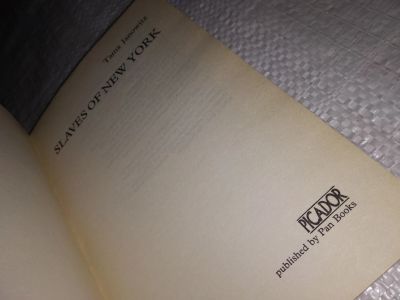 Tama Janowitz
SLAVES OF NEW YORK
PICADOR
published by Pan Books